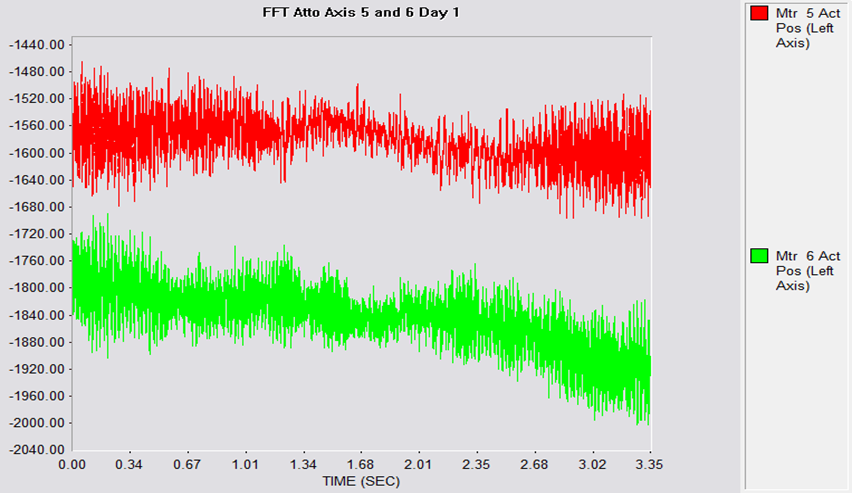 FFT Atto Axis 5 and 6 Day 1
-1440.00
-1480.00
-1520.00
-1560.00
-1600.00
-1640.00
-1680.00
-1720.00
-1760.00
-1800.00
-1840.00
-1880.00
-1920.00
-1960.00
-2000.00
-2040.00
0.00 0.34 0.67 1.01 1.34 1.68 2.01 2.35 2.68 3.02 3.35
TIME (SEC)
Mtr 5 Act
Pos (Left
Axis)
Mtr 6 Act
Pos (Left
Axis)